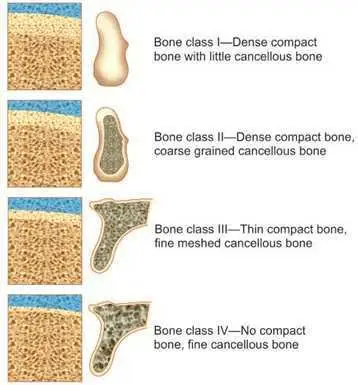 Bone class I—Dense compact
bone with little cancellous bone
Bone class II—Dense compact bone,
coarse grained cancellous bone
Bone class III—Thin compact bone,
fine meshed cancellous bone
Bone class IV—No compact
bone, fine cancellous bone